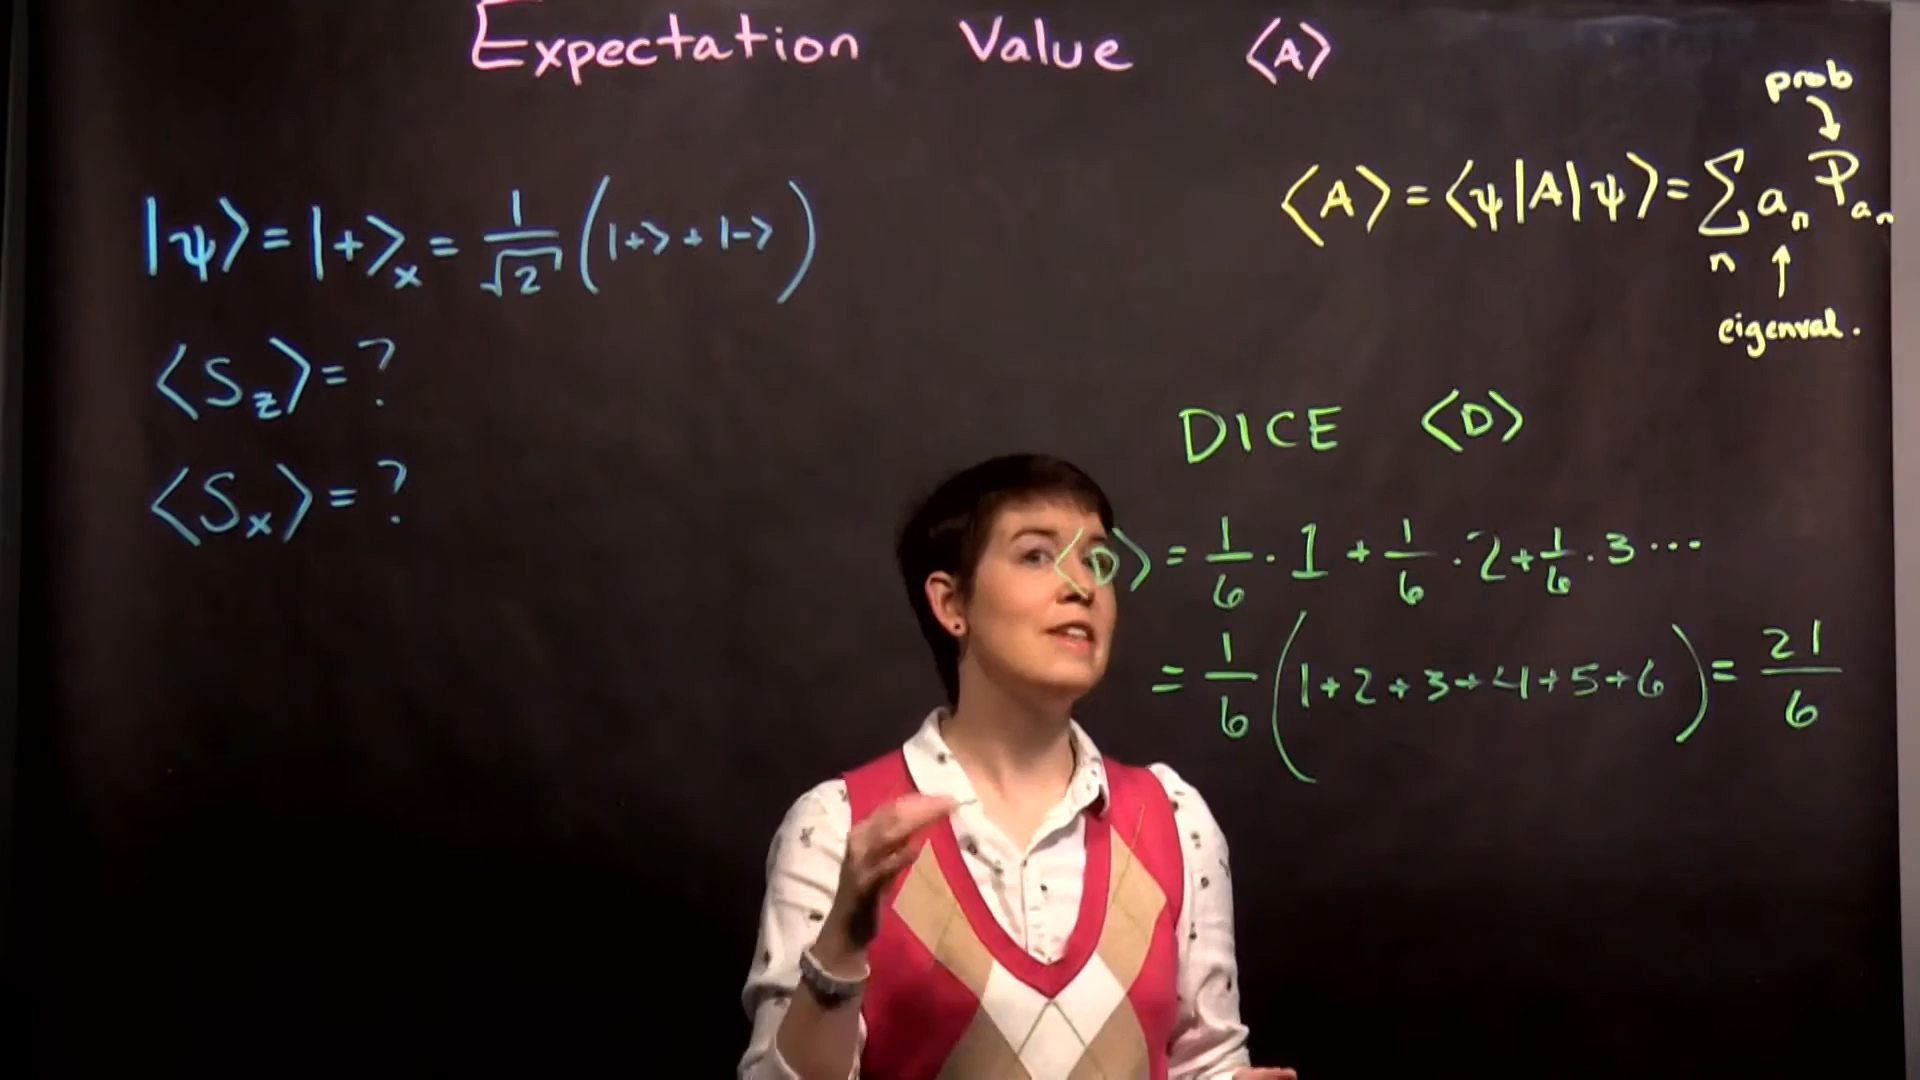 Expectation Value ⟨A⟩
prob
|ψ⟩ = |+⟩ₓ = 1/√2 (|+⟩ + |-⟩)
⟨A⟩ = ⟨ψ|A|ψ⟩ = ∑ₙ aₙ 𝒫ₐₙ
eigenval.
⟨S_z⟩ = ?
⟨Sₓ⟩ = ?
DICE ⟨D⟩
⟨D⟩ = 1/6 · 1 + 1/6 · 2 + 1/6 · 3 ...
= 1/6 (1+2+3+4+5+6) = 21/6